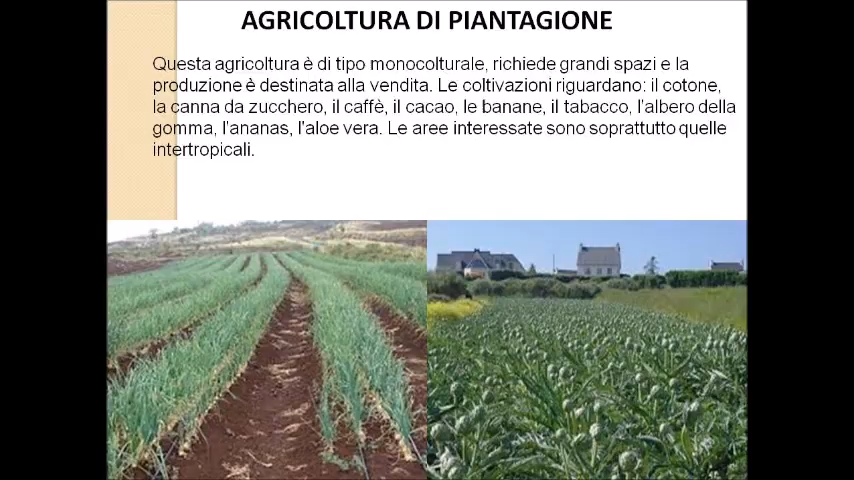 AGRICOLTURA DI PIANTAGIONE
Questa agricoltura è di tipo monocolturale, richiede grandi spazi e la
produzione è destinata alla vendita. Le coltivazioni riguardano: il cotone,
la canna da zucchero, il caffè, il cacao, le banane, il tabacco, l'albero della
gomma, l'ananas, l'aloe vera. Le aree interessate sono soprattutto quelle
intertropicali.